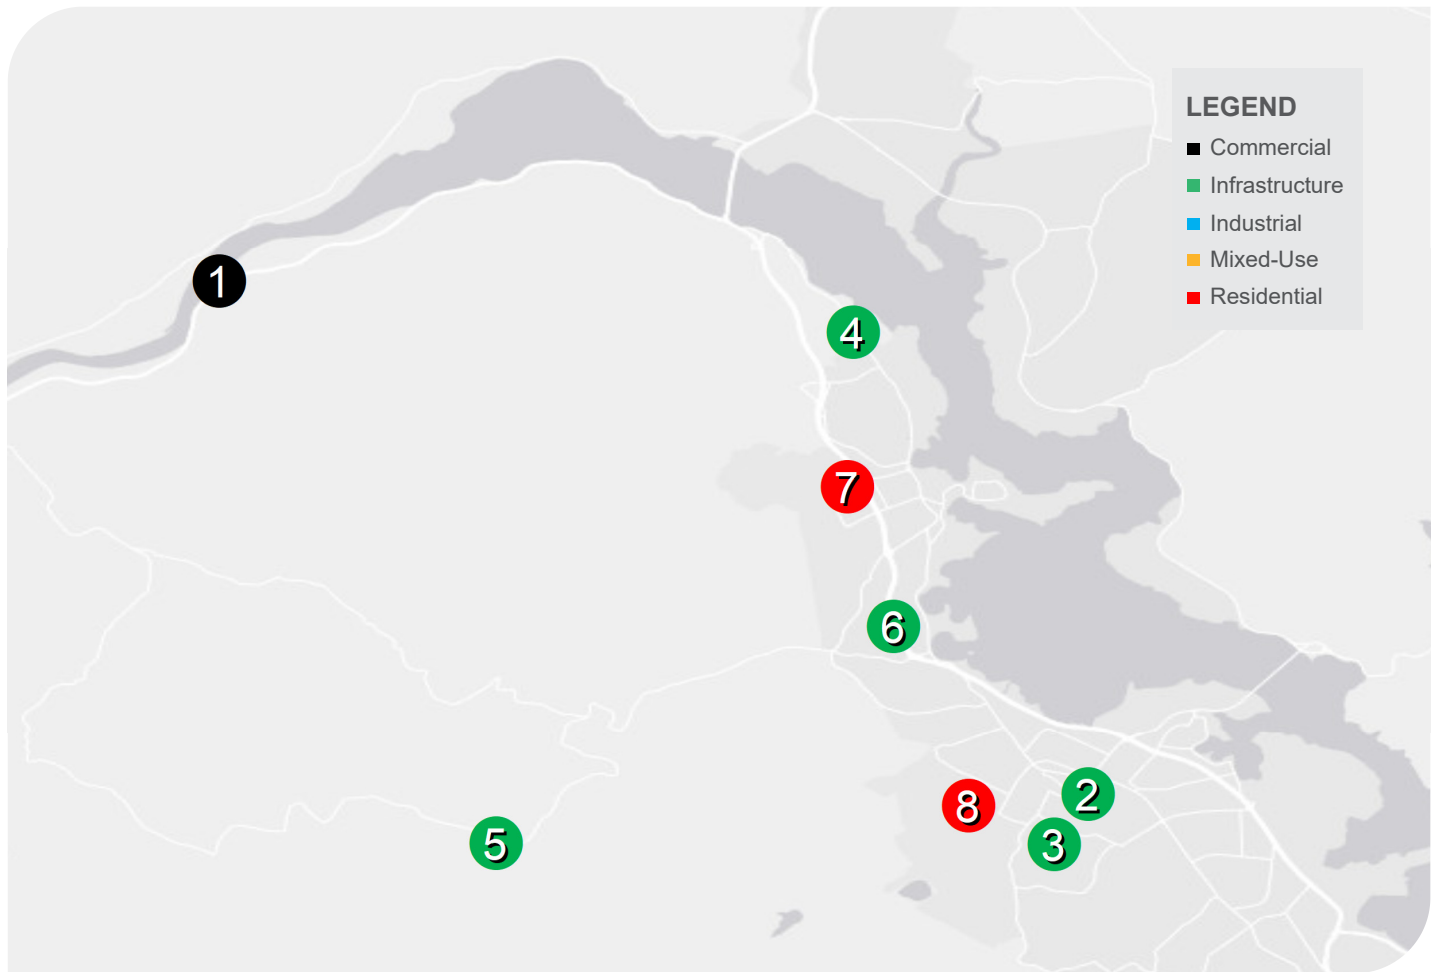 LEGEND
Commercial
Infrastructure
Industrial
Mixed-Use
Residential
1
4
7
6
2
8
3
5